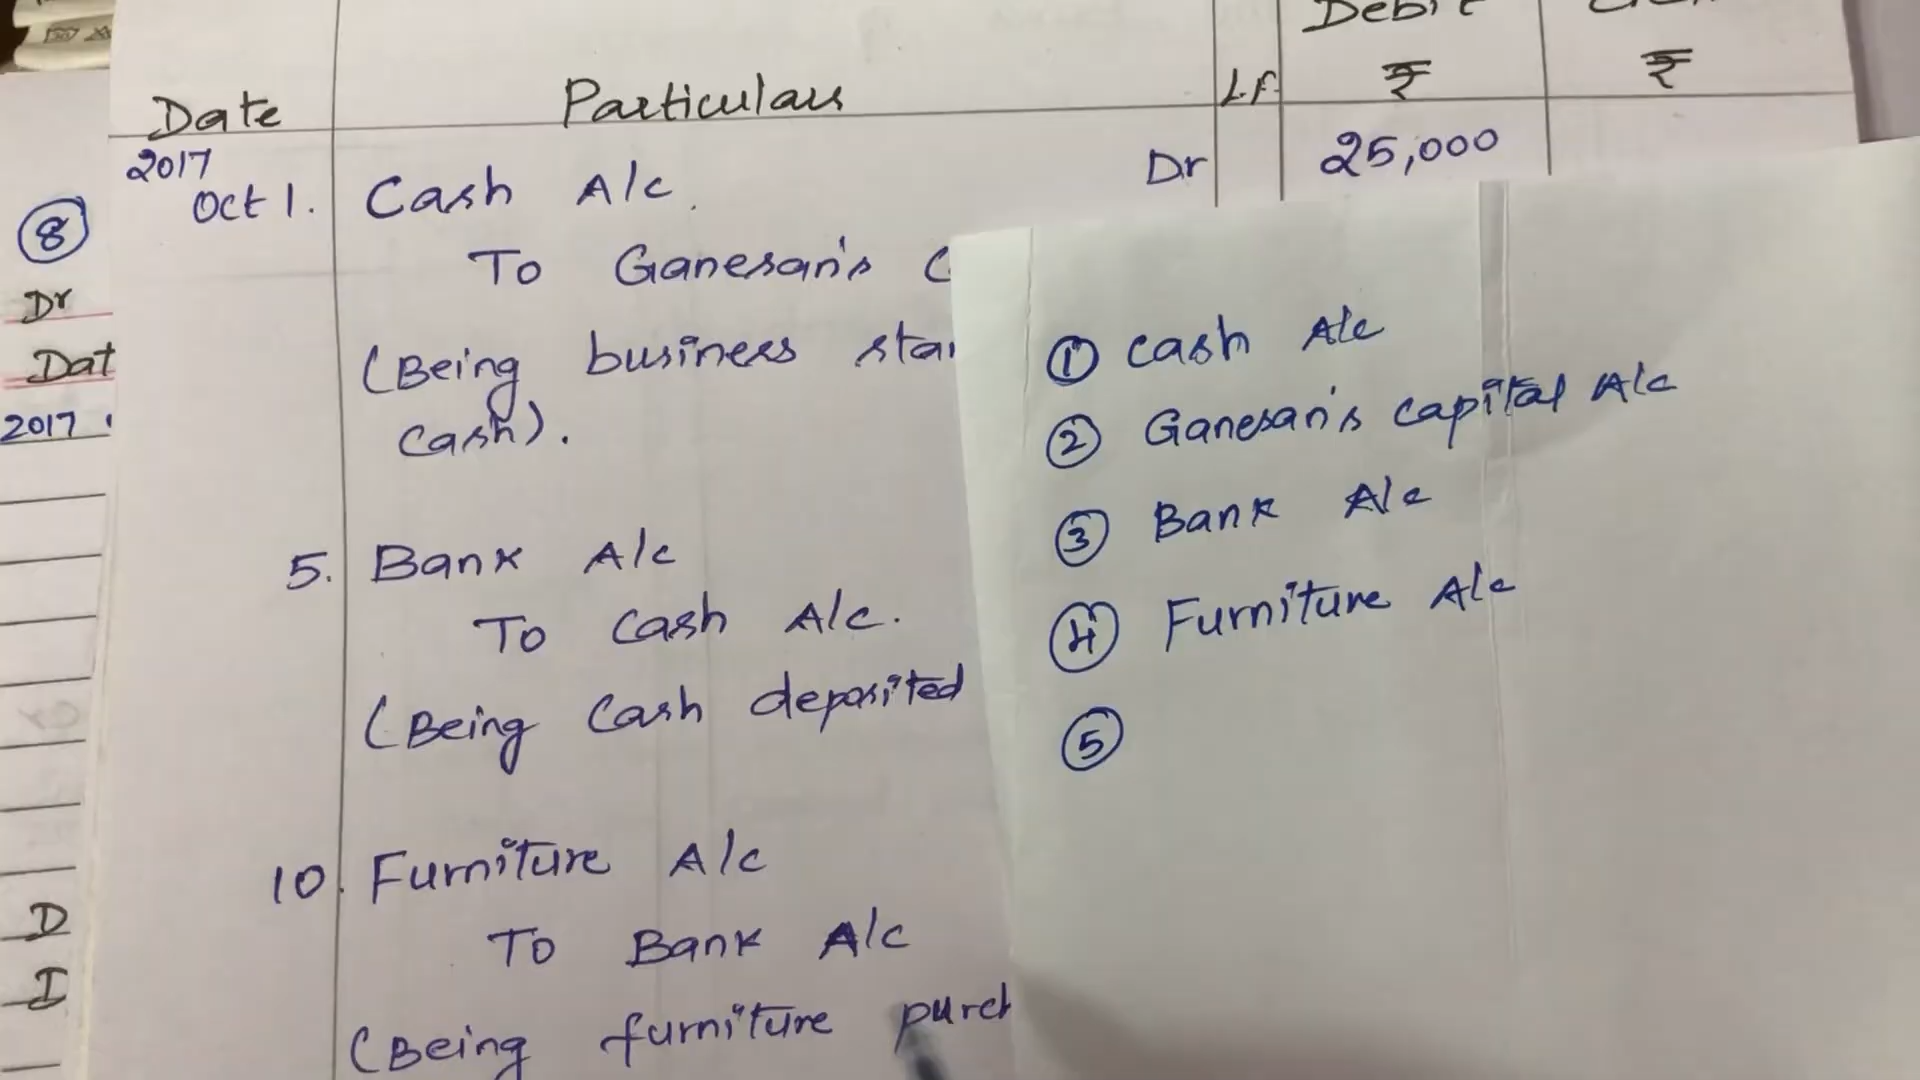 Debit
Date Particulars L.F. ₹ ₹
2017
Oct 1. Cash A/c. Dr 25,000
To Ganesan's C
(Being business star
Cash).
5. Bank A/c
To Cash A/c.
(Being Cash deposited
10. Furniture A/c
To Bank A/c
(Being furniture purch
① Cash A/c
② Ganesan's Capital A/c
③ Bank A/c
④ Furniture A/c
⑤
⑧
Dr
Dat
2017
D
I